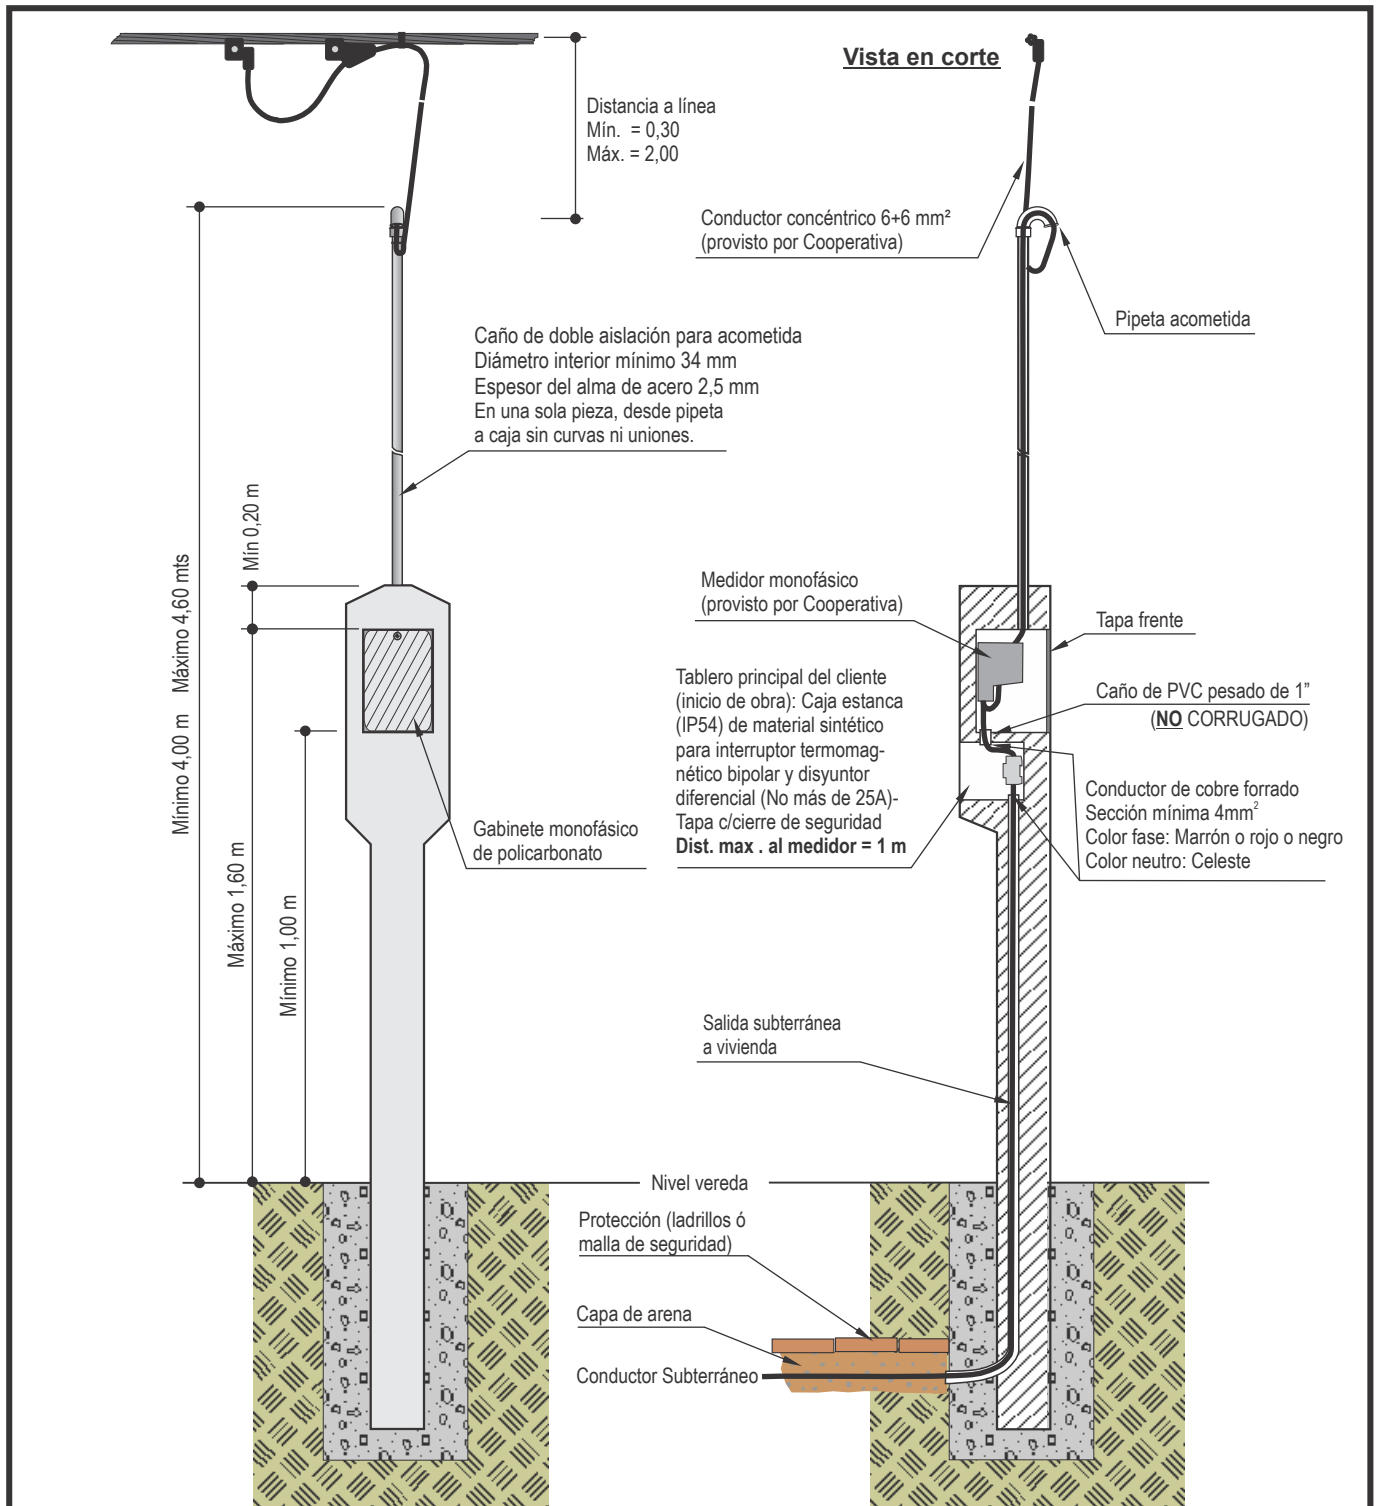 Vista en corte
Distancia a línea
Mín. = 0,30
Máx. = 2,00
Conductor concéntrico 6+6 mm²
(provisto por Cooperativa)
Pipeta acometida
Caño de doble aislación para acometida
Diámetro interior mínimo 34 mm
Espesor del alma de acero 2,5 mm
En una sola pieza, desde pipeta
a caja sin curvas ni uniones.
Mínimo 4,00 m Máximo 4,60 mts
Mín 0,20 m
Máximo 1,60 m
Mínimo 1,00 m
Medidor monofásico
(provisto por Cooperativa)
Tapa frente
Tablero principal del cliente
(inicio de obra): Caja estanca
(IP54) de material sintético
para interruptor termomag-
nético bipolar y disyuntor
diferencial (No más de 25A)-
Tapa c/cierre de seguridad
Dist. max . al medidor = 1 m
Caño de PVC pesado de 1”
(NO CORRUGADO)
Conductor de cobre forrado
Sección mínima 4mm²
Color fase: Marrón o rojo o negro
Color neutro: Celeste
Gabinete monofásico
de policarbonato
Salida subterránea
a vivienda
Nivel vereda
Protección (ladrillos ó
malla de seguridad)
Capa de arena
Conductor Subterráneo